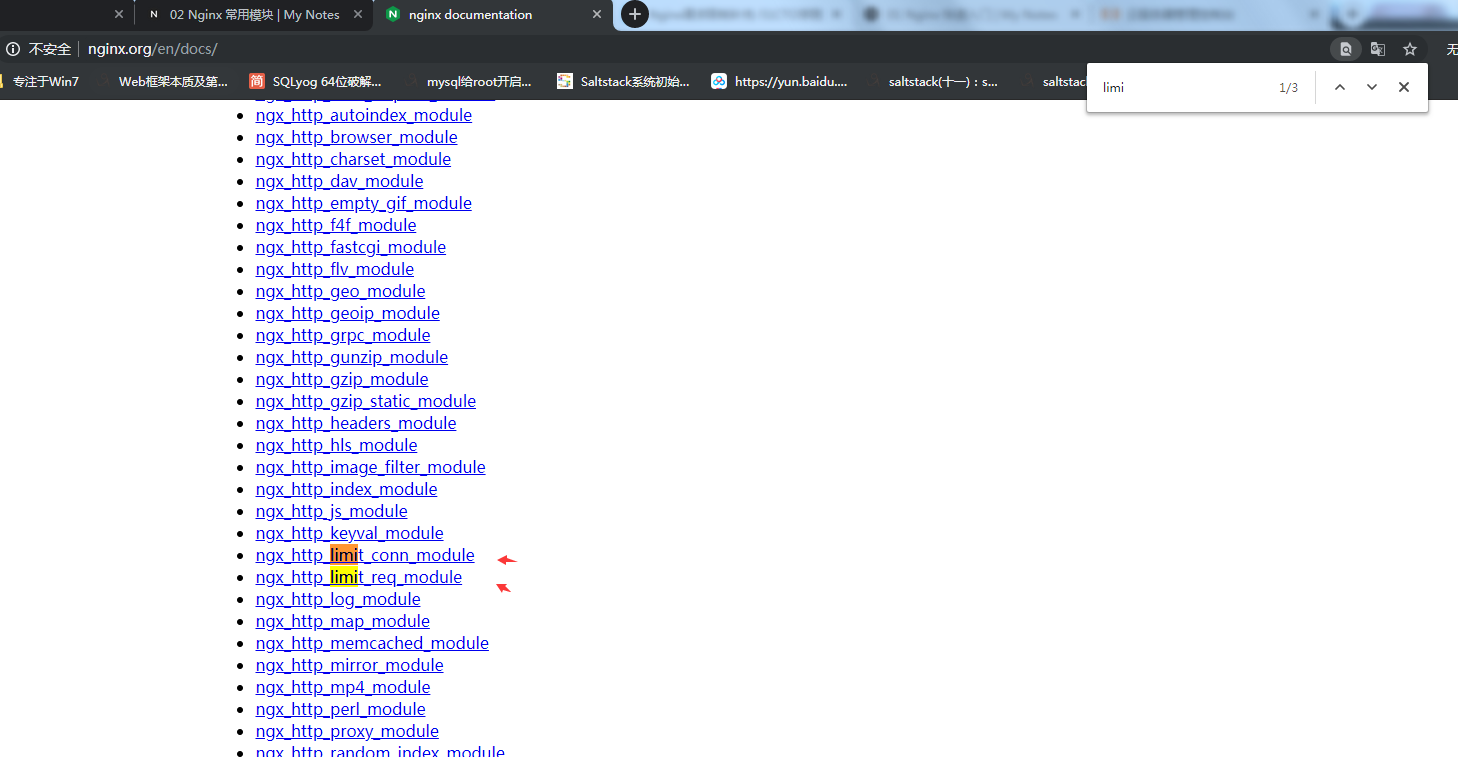 02 Nginx 常用模块 | My Notes
nginx documentation
不安全 | nginx.org/en/docs/
无
专注于Win7
Web框架本质及第...
简 SQLyog 64位破解...
mysql给root开启...
Saltstack系统初始...
https://yun.baidu....
saltstack(十一)：s...
saltstack
limi
1/3
ngx_http_autoindex_module
ngx_http_browser_module
ngx_http_charset_module
ngx_http_dav_module
ngx_http_empty_gif_module
ngx_http_f4f_module
ngx_http_fastcgi_module
ngx_http_flv_module
ngx_http_geo_module
ngx_http_geoip_module
ngx_http_grpc_module
ngx_http_gunzip_module
ngx_http_gzip_module
ngx_http_gzip_static_module
ngx_http_headers_module
ngx_http_hls_module
ngx_http_image_filter_module
ngx_http_index_module
ngx_http_js_module
ngx_http_keyval_module
ngx_http_limit_conn_module
ngx_http_limit_req_module
ngx_http_log_module
ngx_http_map_module
ngx_http_memcached_module
ngx_http_mirror_module
ngx_http_mp4_module
ngx_http_perl_module
ngx_http_proxy_module
ngx_http_random_index_module